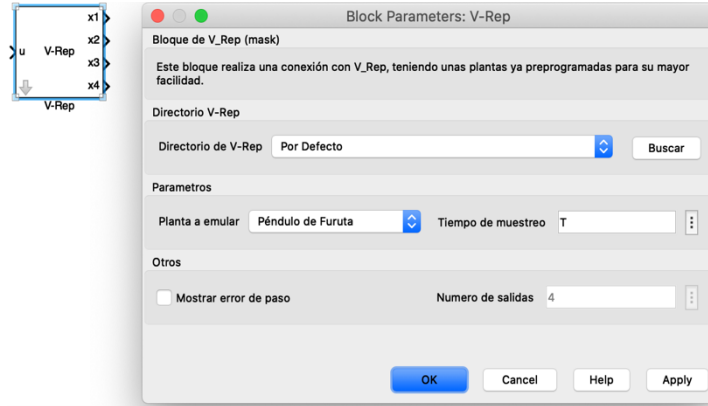 x1
x2
u V-Rep
x3
x4
V-Rep
Block Parameters: V-Rep
Bloque de V_Rep (mask)
Este bloque realiza una conexión con V_Rep, teniendo unas plantas ya preprogramadas para su mayor
facilidad.
Directorio V-Rep
Directorio de V-Rep Por Defecto Buscar
Parametros
Planta a emular Péndulo de Furuta Tiempo de muestreo T
Otros
Mostrar error de paso Numero de salidas 4
OK Cancel Help Apply